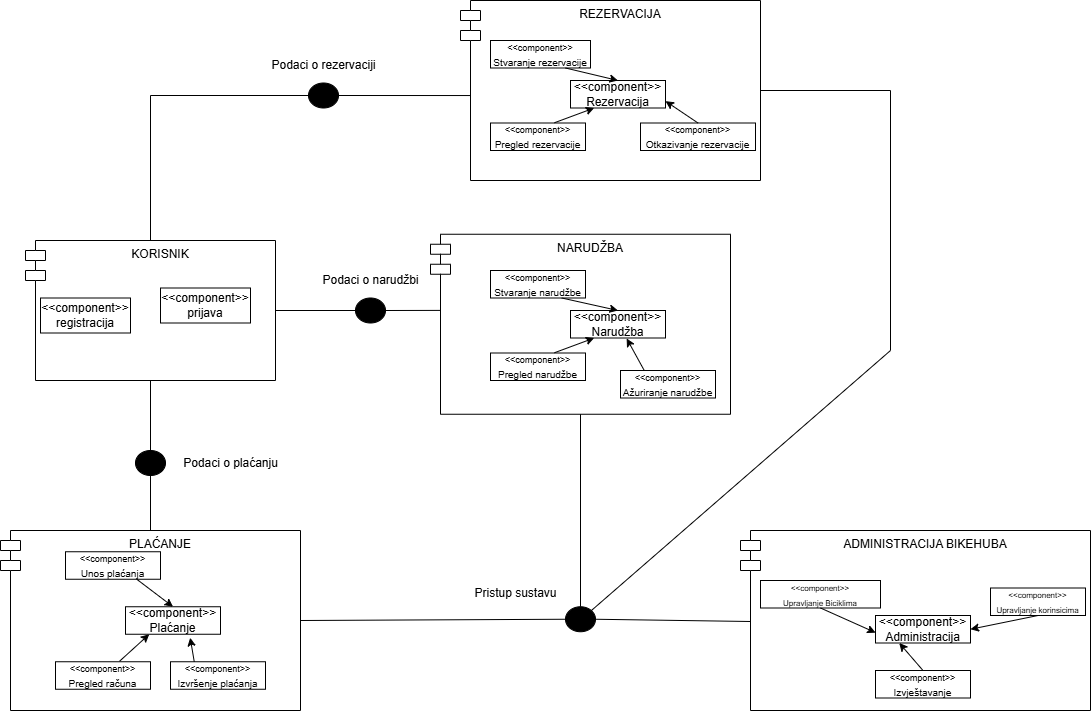 REZERVACIJA
<<component>>
Stvaranje rezervacije
<<component>>
Rezervacija
<<component>>
Pregled rezervacije
<<component>>
Otkazivanje rezervacije
Podaci o rezervaciji
KORISNIK
<<component>>
registracija
<<component>>
prijava
Podaci o narudžbi
NARUDŽBA
<<component>>
Stvaranje narudžbe
<<component>>
Narudžba
<<component>>
Pregled narudžbe
<<component>>
Ažuriranje narudžbe
Podaci o plaćanju
PLAĆANJE
<<component>>
Unos plaćanja
<<component>>
Plaćanje
<<component>>
Pregled računa
<<component>>
Izvršenje plaćanja
Pristup sustavu
ADMINISTRACIJA BIKEHUBA
<<component>>
Upravljanje Biciklima
<<component>>
Upravljanje korinsicima
<<component>>
Administracija
<<component>>
Izvještavanje